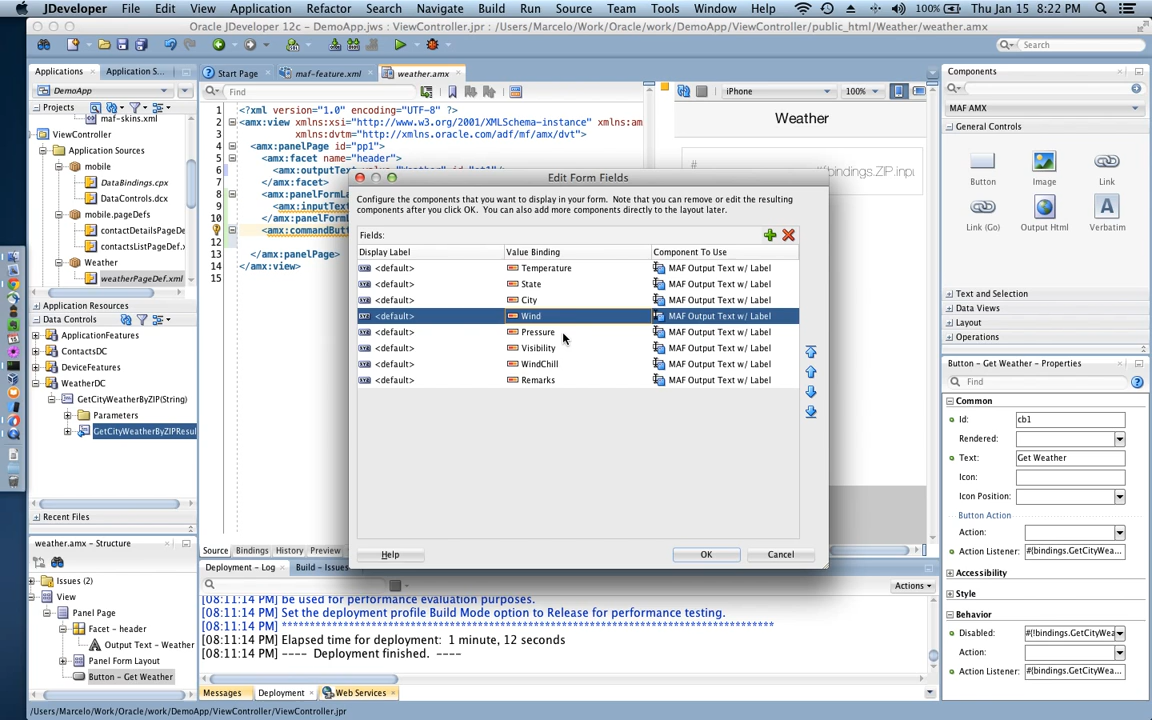 JDeveloper File Edit View Application Refactor Search Navigate Build Run Source Team Tools Window Help 100% Thu Jan 15 8:22 PM
Oracle JDeveloper 12c - DemoApp.jws : ViewController.jpr : /Users/Marcelo/Work/Oracle/work/DemoApp/ViewController/public_html/Weather/weather.amx
Search
Applications Application S...
DemoApp
Projects
maf-skins.xml
ViewController
Application Sources
mobile
DataBindings.cpx
DataControls.dcx
mobile.pageDefs
contactDetailsPageDe
contactsListPageDef.x
Weather
weatherPageDef.xml
Application Resources
Data Controls
ApplicationFeatures
ContactsDC
DeviceFeatures
WeatherDC
GetCityWeatherByZIP(String)
Parameters
GetCityWeatherByZIPResul
Recent Files
weather.amx - Structure
Issues (2)
View
Panel Page
Facet - header
Output Text - Weather
Panel Form Layout
Button - Get Weather
Start Page maf-feature.xml weather.amx
Find
1 <?xml version="1.0" encoding="UTF-8" ?>
2 <amx:view xmlns:xsi="http://www.w3.org/2001/XMLSchema-instance" xmlns:am
3 xmlns:dvtm="http://xmlns.oracle.com/adf/mf/amx/dvt">
4 <amx:panelPage id="pp1">
5 <amx:facet name="header">
6 <amx:outputText
7 </amx:facet>
8 <amx:panelFormLa
9 <amx:inputTex
10 </amx:panelForml
11 <amx:commandButt
12
13 </amx:panelPage>
14 </amx:view>
15
iPhone 100%
Weather
#
{bindings.ZIP.inpu
Edit Form Fields
Configure the components that you want to display in your form. Note that you can remove or edit the resulting
components after you click OK. You can also add more components directly to the layout later.
Fields:
Display Label Value Binding Component To Use
<default> Temperature MAF Output Text w/ Label
<default> State MAF Output Text w/ Label
<default> City MAF Output Text w/ Label
<default> Wind MAF Output Text w/ Label
<default> Pressure MAF Output Text w/ Label
<default> Visibility MAF Output Text w/ Label
<default> WindChill MAF Output Text w/ Label
<default> Remarks MAF Output Text w/ Label
Help OK Cancel
Source Bindings History Preview
Deployment - Log Build - Issues
Actions
[08:11:14 PM] be used for performance evaluation purposes.
[08:11:14 PM] Set the deployment profile Build Mode option to Release for performance testing.
[08:11:14 PM] Elapsed time for deployment: 1 minute, 12 seconds
[08:11:14 PM] ---- Deployment finished. ----
Messages Deployment Web Services
Components
MAF AMX
General Controls
Button Image Link
Link (Go) Output Html Verbatim
Text and Selection
Data Views
Layout
Operations
Button - Get Weather - Properties
Find
Common
Id: cb1
Rendered:
Text: Get Weather
Icon:
Icon Position:
Button Action
Action:
Action Listener: #{bindings.GetCityWea...
Accessibility
Style
Behavior
Disabled: #{!bindings.GetCityWea
Action:
Action Listener: #{bindings.GetCityWea...
/Users/Marcelo/Work/Oracle/work/DemoApp/ViewController/ViewController.jpr